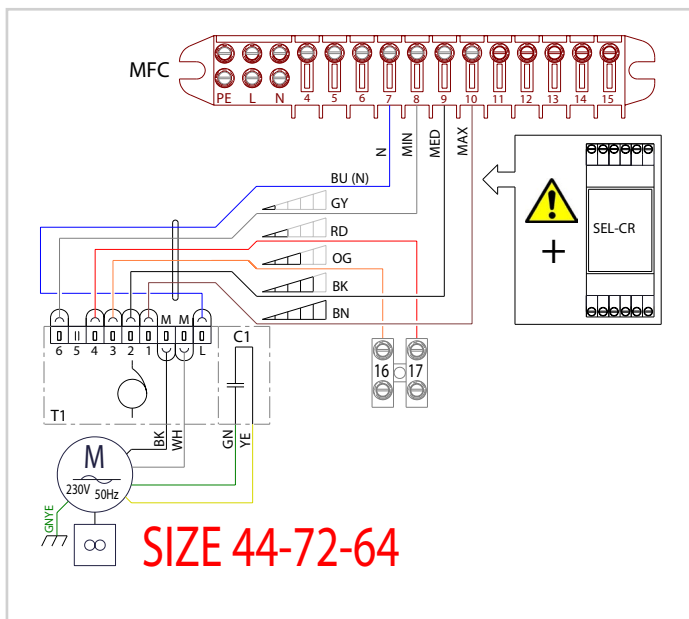 MFC
PE L N 4 5 6 7 8 9 10 11 12 13 14 15
N MIN MED MAX
BU (N)
GY
RD
OG
BK
BN
SEL-CR
+
6 5 4 3 2 1 M M L
C1
16 17
T1
BK WH GN YE
M
230V 50Hz
GNYE
SIZE 44-72-64